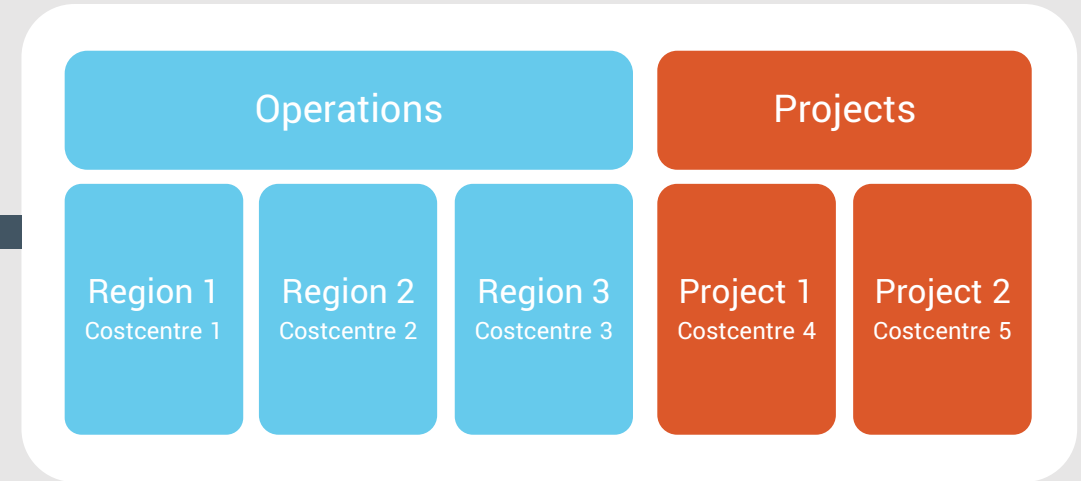 Operations
Projects
Region 1
Costcentre 1
Region 2
Costcentre 2
Region 3
Costcentre 3
Project 1
Costcentre 4
Project 2
Costcentre 5